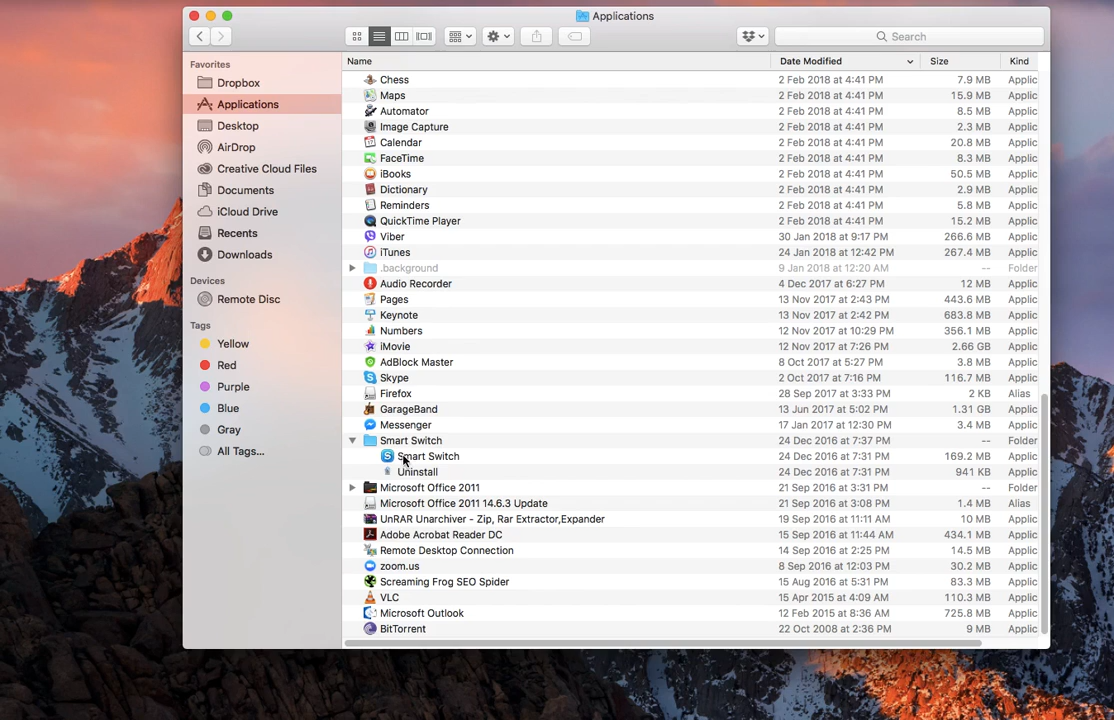 Applications
Search
Favorites
Dropbox
Applications
Desktop
AirDrop
Creative Cloud Files
Documents
iCloud Drive
Recents
Downloads
Devices
Remote Disc
Tags
Yellow
Red
Purple
Blue
Gray
All Tags...
Name Date Modified Size Kind
Chess 2 Feb 2018 at 4:41 PM 7.9 MB Applic
Maps 2 Feb 2018 at 4:41 PM 15.9 MB Applic
Automator 2 Feb 2018 at 4:41 PM 8.5 MB Applic
Image Capture 2 Feb 2018 at 4:41 PM 2.3 MB Applic
Calendar 2 Feb 2018 at 4:41 PM 20.8 MB Applic
FaceTime 2 Feb 2018 at 4:41 PM 8.3 MB Applic
iBooks 2 Feb 2018 at 4:41 PM 50.5 MB Applic
Dictionary 2 Feb 2018 at 4:41 PM 2.9 MB Applic
Reminders 2 Feb 2018 at 4:41 PM 5.8 MB Applic
QuickTime Player 2 Feb 2018 at 4:41 PM 15.2 MB Applic
Viber 30 Jan 2018 at 9:17 PM 266.6 MB Applic
iTunes 24 Jan 2018 at 12:42 PM 267.4 MB Applic
.background 9 Jan 2018 at 12:20 AM -- Folder
Audio Recorder 4 Dec 2017 at 6:27 PM 12 MB Applic
Pages 13 Nov 2017 at 2:43 PM 443.6 MB Applic
Keynote 13 Nov 2017 at 2:42 PM 683.8 MB Applic
Numbers 12 Nov 2017 at 10:29 PM 356.1 MB Applic
iMovie 12 Nov 2017 at 7:26 PM 2.66 GB Applic
AdBlock Master 8 Oct 2017 at 5:27 PM 3.8 MB Applic
Skype 2 Oct 2017 at 7:16 PM 116.7 MB Applic
Firefox 28 Sep 2017 at 3:33 PM 2 KB Alias
GarageBand 13 Jun 2017 at 5:02 PM 1.31 GB Applic
Messenger 17 Jan 2017 at 12:30 PM 3.4 MB Applic
Smart Switch 24 Dec 2016 at 7:37 PM -- Folder
Smart Switch 24 Dec 2016 at 7:31 PM 169.2 MB Applic
Uninstall 24 Dec 2016 at 7:31 PM 941 KB Applic
Microsoft Office 2011 21 Sep 2016 at 3:31 PM -- Folder
Microsoft Office 2011 14.6.3 Update 21 Sep 2016 at 3:08 PM 1.4 MB Alias
UnRAR Unarchiver - Zip, Rar Extractor,Expander 19 Sep 2016 at 11:11 AM 10 MB Applic
Adobe Acrobat Reader DC 15 Sep 2016 at 11:44 AM 434.1 MB Applic
Remote Desktop Connection 14 Sep 2016 at 2:25 PM 14.5 MB Applic
zoom.us 8 Sep 2016 at 12:03 PM 30.2 MB Applic
Screaming Frog SEO Spider 15 Aug 2016 at 5:31 PM 83.3 MB Applic
VLC 15 Apr 2015 at 4:09 AM 110.3 MB Applic
Microsoft Outlook 12 Feb 2015 at 8:36 AM 725.8 MB Applic
BitTorrent 22 Oct 2008 at 2:36 PM 9 MB Applic